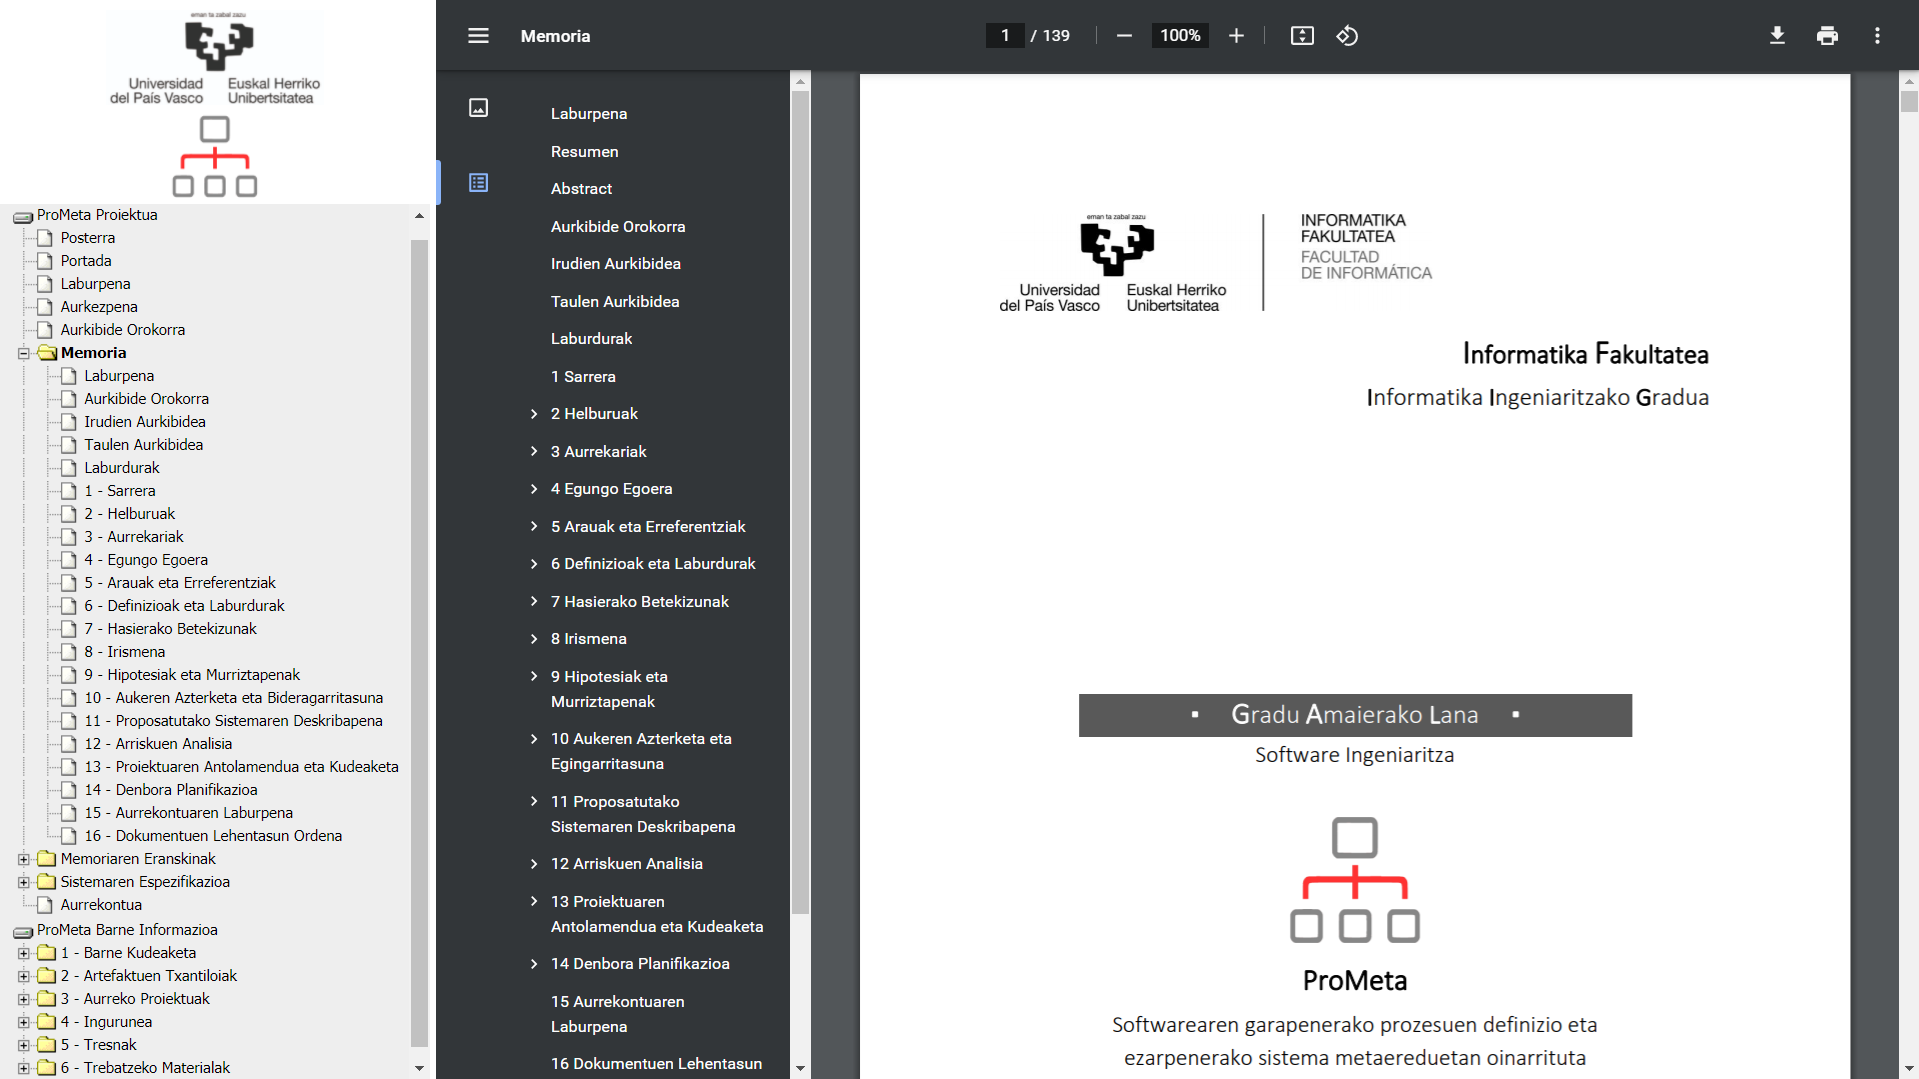 eman ta zabal zazu
Universidad
del País Vasco
Euskal Herriko
Unibertsitatea
ProMeta Proiektua
Posterra
Portada
Laburpena
Aurkezpena
Aurkibide Orokorra
Memoria
Laburpena
Aurkibide Orokorra
Irudien Aurkibidea
Taulen Aurkibidea
Laburdurak
1 - Sarrera
2 - Helburuak
3 - Aurrekariak
4 - Egungo Egoera
5 - Arauak eta Erreferentziak
6 - Definizioak eta Laburdurak
7 - Hasierako Betekizunak
8 - Irismena
9 - Hipotesiak eta Murriztapenak
10 - Aukeren Azterketa eta Bideragarritasuna
11 - Proposatutako Sistemaren Deskribapena
12 - Arriskuen Analisia
13 - Proiektuaren Antolamendua eta Kudeaketa
14 - Denbora Planifikazioa
15 - Aurrekontuaren Laburpena
16 - Dokumentuen Lehentasun Ordena
Memoriaren Eranskinak
Sistemaren Espezifikazioa
Aurrekontua
ProMeta Barne Informazioa
1 - Barne Kudeaketa
2 - Artefaktuen Txantiloiak
3 - Aurreko Proiektuak
4 - Ingurunea
5 - Tresnak
6 - Trebatzeko Materialak
Memoria
1 / 139
100%
Laburpena
Resumen
Abstract
Aurkibide Orokorra
Irudien Aurkibidea
Taulen Aurkibidea
Laburdurak
1 Sarrera
2 Helburuak
3 Aurrekariak
4 Egungo Egoera
5 Arauak eta Erreferentziak
6 Definizioak eta Laburdurak
7 Hasierako Betekizunak
8 Irismena
9 Hipotesiak eta
Murriztapenak
10 Aukeren Azterketa eta
Egingarritasuna
11 Proposatutako
Sistemaren Deskribapena
12 Arriskuen Analisia
13 Proiektuaren
Antolamendua eta Kudeaketa
14 Denbora Planifikazioa
15 Aurrekontuaren
Laburpena
16 Dokumentuen Lehentasun
eman ta zabal zazu
Universidad
del País Vasco
Euskal Herriko
Unibertsitatea
INFORMATIKA
FAKULTATEA
FACULTAD
DE INFORMÁTICA
Informatika Fakultatea
Informatika Ingeniaritzako Gradua
▪ Gradu Amaierako Lana ▪
Software Ingeniaritza
ProMeta
Softwarearen garapenerako prozesuen definizio eta
ezarpenerako sistema metaereduetan oinarrituta